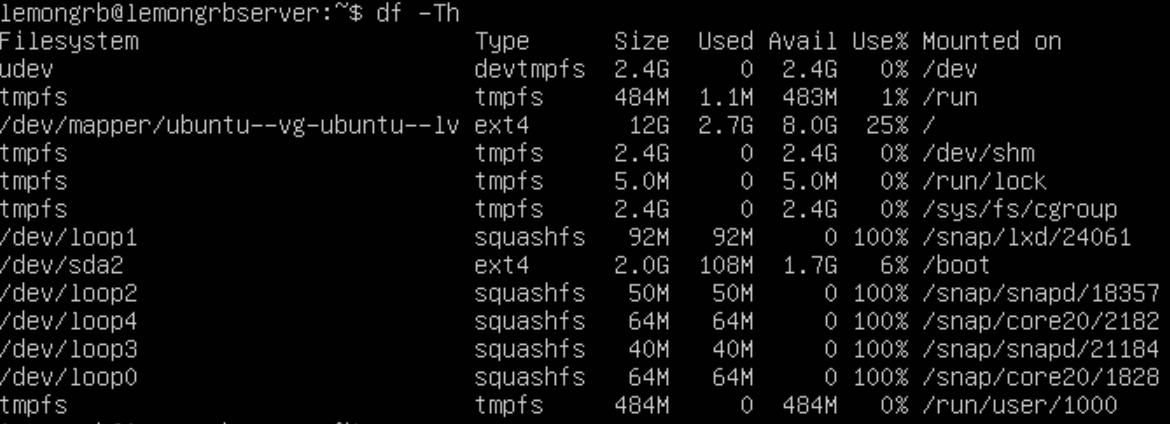 lemongrb@lemongrbserver:~$ df -Th
Filesystem                        Type      Size  Used Avail Use% Mounted on
udev                              devtmpfs  2.4G     0  2.4G   0% /dev
tmpfs                             tmpfs     484M  1.1M  483M   1% /run
/dev/mapper/ubuntu--vg-ubuntu--lv ext4       12G  2.7G  8.0G  25% /
tmpfs                             tmpfs     2.4G     0  2.4G   0% /dev/shm
tmpfs                             tmpfs     5.0M     0  5.0M   0% /run/lock
tmpfs                             tmpfs     2.4G     0  2.4G   0% /sys/fs/cgroup
/dev/loop1                        squashfs   92M   92M     0 100% /snap/lxd/24061
/dev/sda2                         ext4      2.0G  108M  1.7G   6% /boot
/dev/loop2                        squashfs   50M   50M     0 100% /snap/snapd/18357
/dev/loop4                        squashfs   64M   64M     0 100% /snap/core20/2182
/dev/loop3                        squashfs   40M   40M     0 100% /snap/snapd/21184
/dev/loop0                        squashfs   64M   64M     0 100% /snap/core20/1828
tmpfs                             tmpfs     484M     0  484M   0% /run/user/1000